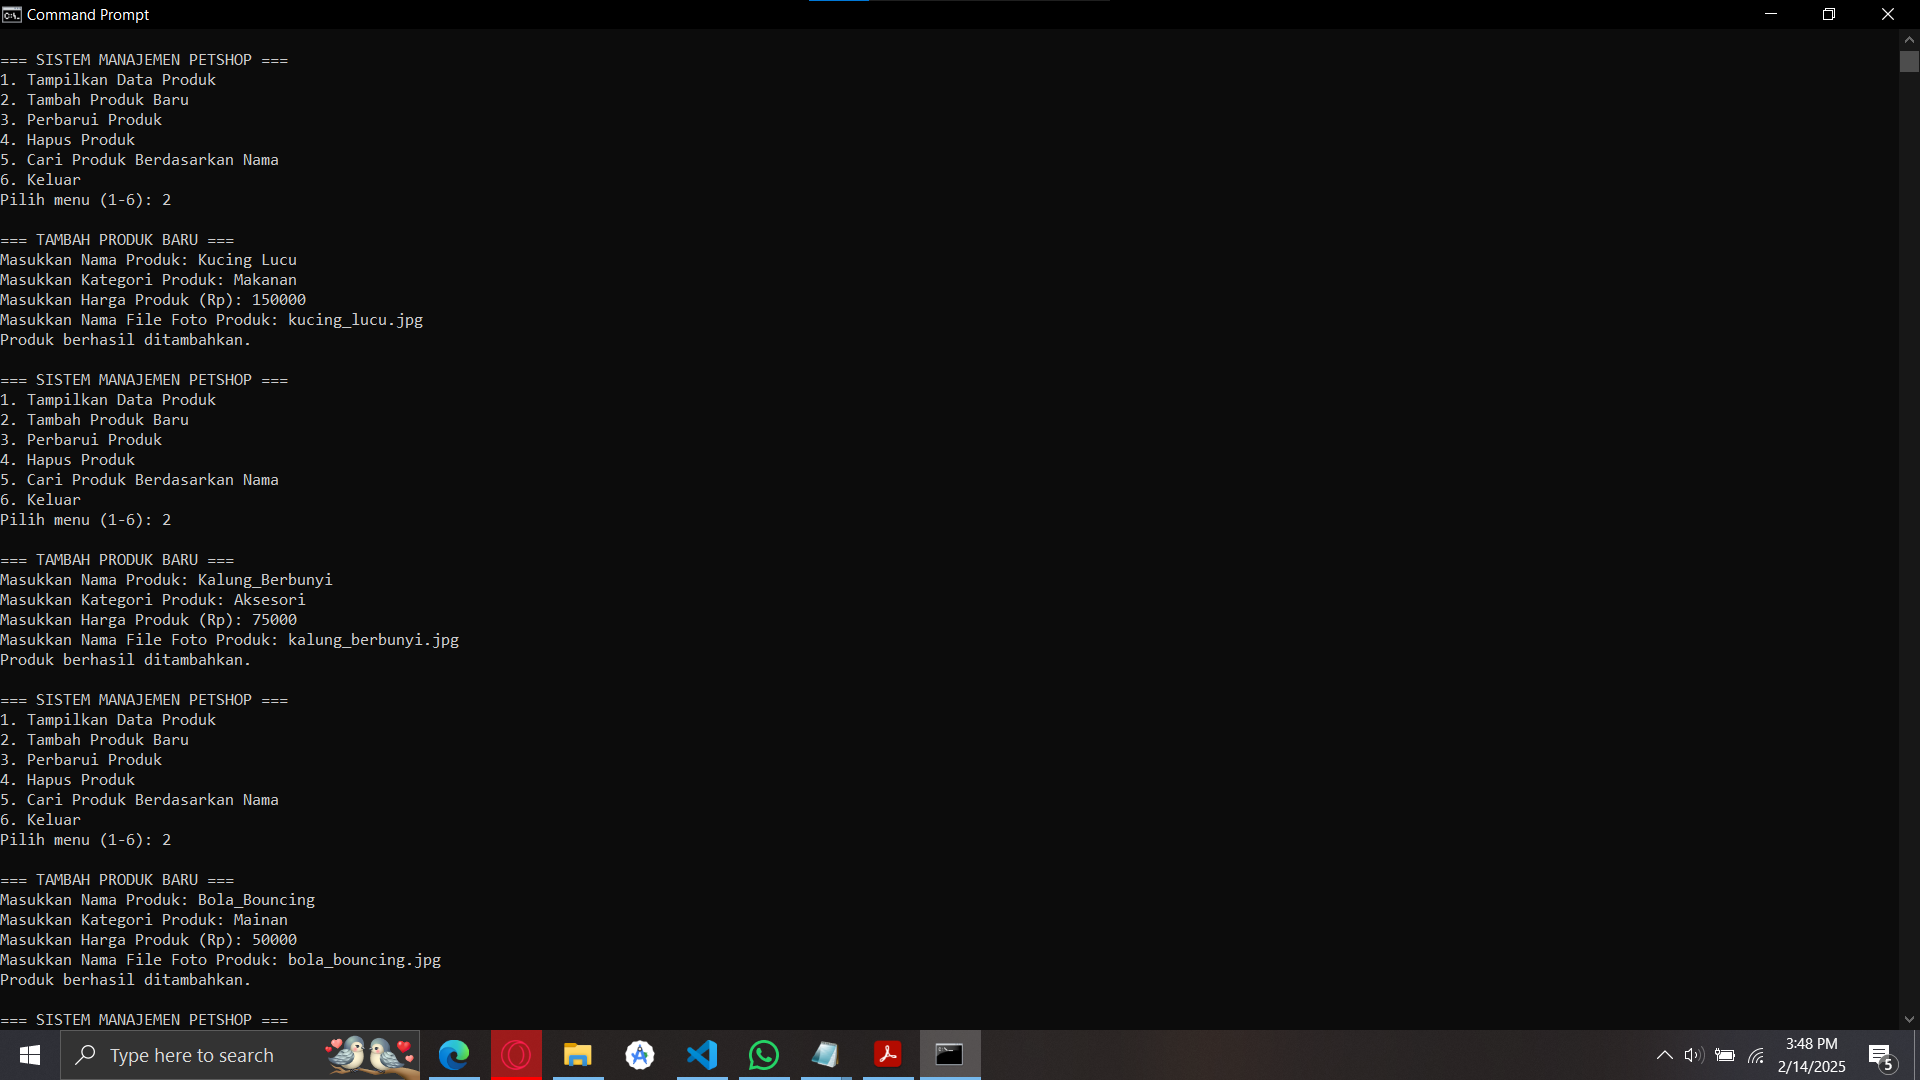 Command Prompt
=== SISTEM MANAJEMEN PETSHOP ===
1. Tampilkan Data Produk
2. Tambah Produk Baru
3. Perbarui Produk
4. Hapus Produk
5. Cari Produk Berdasarkan Nama
6. Keluar
Pilih menu (1-6): 2
=== TAMBAH PRODUK BARU ===
Masukkan Nama Produk: Kucing Lucu
Masukkan Kategori Produk: Makanan
Masukkan Harga Produk (Rp): 150000
Masukkan Nama File Foto Produk: kucing_lucu.jpg
Produk berhasil ditambahkan.
=== SISTEM MANAJEMEN PETSHOP ===
1. Tampilkan Data Produk
2. Tambah Produk Baru
3. Perbarui Produk
4. Hapus Produk
5. Cari Produk Berdasarkan Nama
6. Keluar
Pilih menu (1-6): 2
=== TAMBAH PRODUK BARU ===
Masukkan Nama Produk: Kalung_Berbunyi
Masukkan Kategori Produk: Aksesori
Masukkan Harga Produk (Rp): 75000
Masukkan Nama File Foto Produk: kalung_berbunyi.jpg
Produk berhasil ditambahkan.
=== SISTEM MANAJEMEN PETSHOP ===
1. Tampilkan Data Produk
2. Tambah Produk Baru
3. Perbarui Produk
4. Hapus Produk
5. Cari Produk Berdasarkan Nama
6. Keluar
Pilih menu (1-6): 2
=== TAMBAH PRODUK BARU ===
Masukkan Nama Produk: Bola_Bouncing
Masukkan Kategori Produk: Mainan
Masukkan Harga Produk (Rp): 50000
Masukkan Nama File Foto Produk: bola_bouncing.jpg
Produk berhasil ditambahkan.
=== SISTEM MANAJEMEN PETSHOP ===
Type here to search
3:48 PM
2/14/2025
5